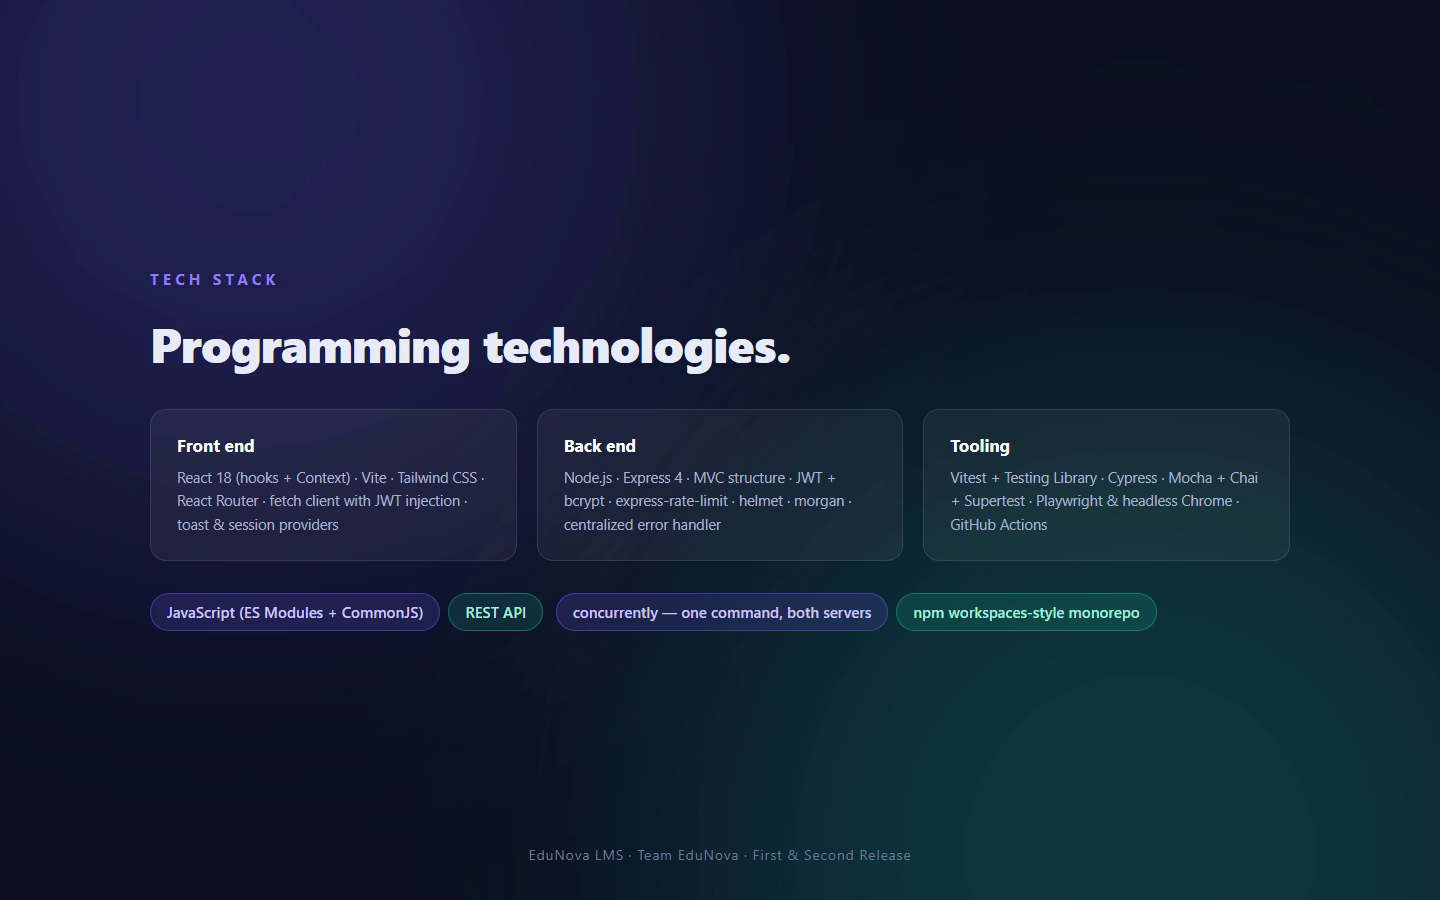 TECH STACK
Programming technologies.
Front end
React 18 (hooks + Context) · Vite · Tailwind CSS ·
React Router · fetch client with JWT injection ·
toast & session providers
Back end
Node.js · Express 4 · MVC structure · JWT +
bcrypt · express-rate-limit · helmet · morgan ·
centralized error handler
Tooling
Vitest + Testing Library · Cypress · Mocha + Chai
+ Supertest · Playwright & headless Chrome ·
GitHub Actions
JavaScript (ES Modules + CommonJS)
REST API
concurrently — one command, both servers
npm workspaces-style monorepo
EduNova LMS · Team EduNova · First & Second Release